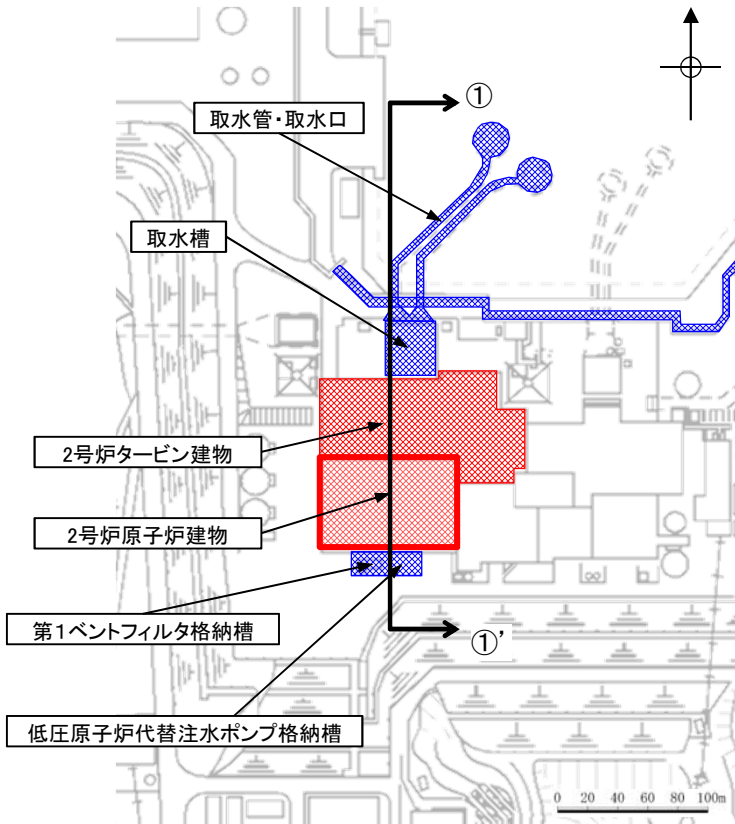 ①
取水管・取水口
取水槽
2号炉タービン建物
2号炉原子炉建物
第1ベントフィルタ格納槽
①'
低圧原子炉代替注水ポンプ格納槽
0 20 40 60 80 100m